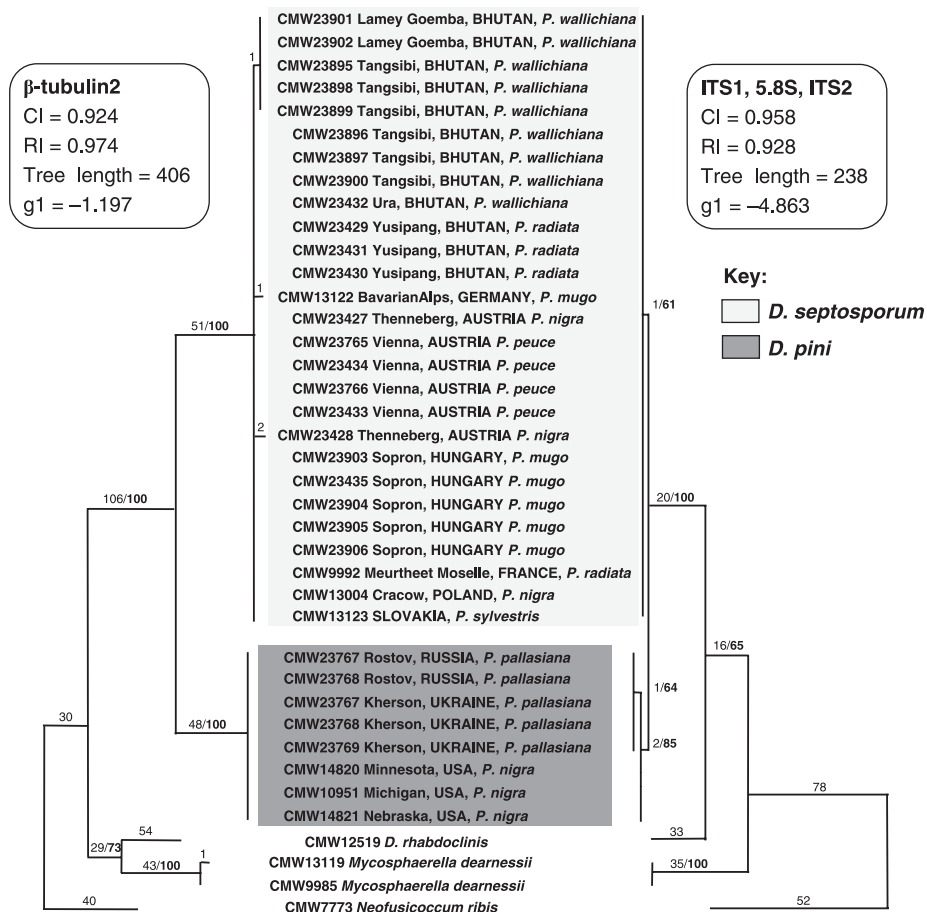 β-tubulin2
CI = 0.924
RI = 0.974
Tree length = 406
g1 = –1.197
ITS1, 5.8S, ITS2
CI = 0.958
RI = 0.928
Tree length = 238
g1 = –4.863
Key:
D. septosporum
D. pini
CMW23901 Lamey Goemba, BHUTAN, P. wallichiana
CMW23902 Lamey Goemba, BHUTAN, P. wallichiana
1
CMW23895 Tangsibi, BHUTAN, P. wallichiana
CMW23898 Tangsibi, BHUTAN, P. wallichiana
CMW23899 Tangsibi, BHUTAN, P. wallichiana
CMW23896 Tangsibi, BHUTAN, P. wallichiana
CMW23897 Tangsibi, BHUTAN, P. wallichiana
CMW23900 Tangsibi, BHUTAN, P. wallichiana
CMW23432 Ura, BHUTAN, P. wallichiana
CMW23429 Yusipang, BHUTAN, P. radiata
CMW23431 Yusipang, BHUTAN, P. radiata
CMW23430 Yusipang, BHUTAN, P. radiata
1
CMW13122 BavarianAlps, GERMANY, P. mugo
1/61
CMW23427 Thenneberg, AUSTRIA P. nigra
51/100
CMW23765 Vienna, AUSTRIA P. peuce
CMW23434 Vienna, AUSTRIA P. peuce
CMW23766 Vienna, AUSTRIA P. peuce
CMW23433 Vienna, AUSTRIA P. peuce
2
CMW23428 Thenneberg, AUSTRIA P. nigra
CMW23903 Sopron, HUNGARY, P. mugo
CMW23435 Sopron, HUNGARY P. mugo
106/100
CMW23904 Sopron, HUNGARY P. mugo
20/100
CMW23905 Sopron, HUNGARY P. mugo
CMW23906 Sopron, HUNGARY P. mugo
CMW9992 Meurtheet Moselle, FRANCE, P. radiata
CMW13004 Cracow, POLAND, P. nigra
CMW13123 SLOVAKIA, P. sylvestris
16/65
CMW23767 Rostov, RUSSIA, P. pallasiana
CMW23768 Rostov, RUSSIA, P. pallasiana
1/64
CMW23767 Kherson, UKRAINE, P. pallasiana
30
48/100
CMW23768 Kherson, UKRAINE, P. pallasiana
2/85
CMW23769 Kherson, UKRAINE, P. pallasiana
CMW14820 Minnesota, USA, P. nigra
78
CMW10951 Michigan, USA, P. nigra
CMW14821 Nebraska, USA, P. nigra
54
CMW12519 D. rhabdoclinis
33
29/73
1
CMW13119 Mycosphaerella dearnessii
43/100
35/100
CMW9985 Mycosphaerella dearnessii
40
CMW7773 Neofusicoccum ribis
52